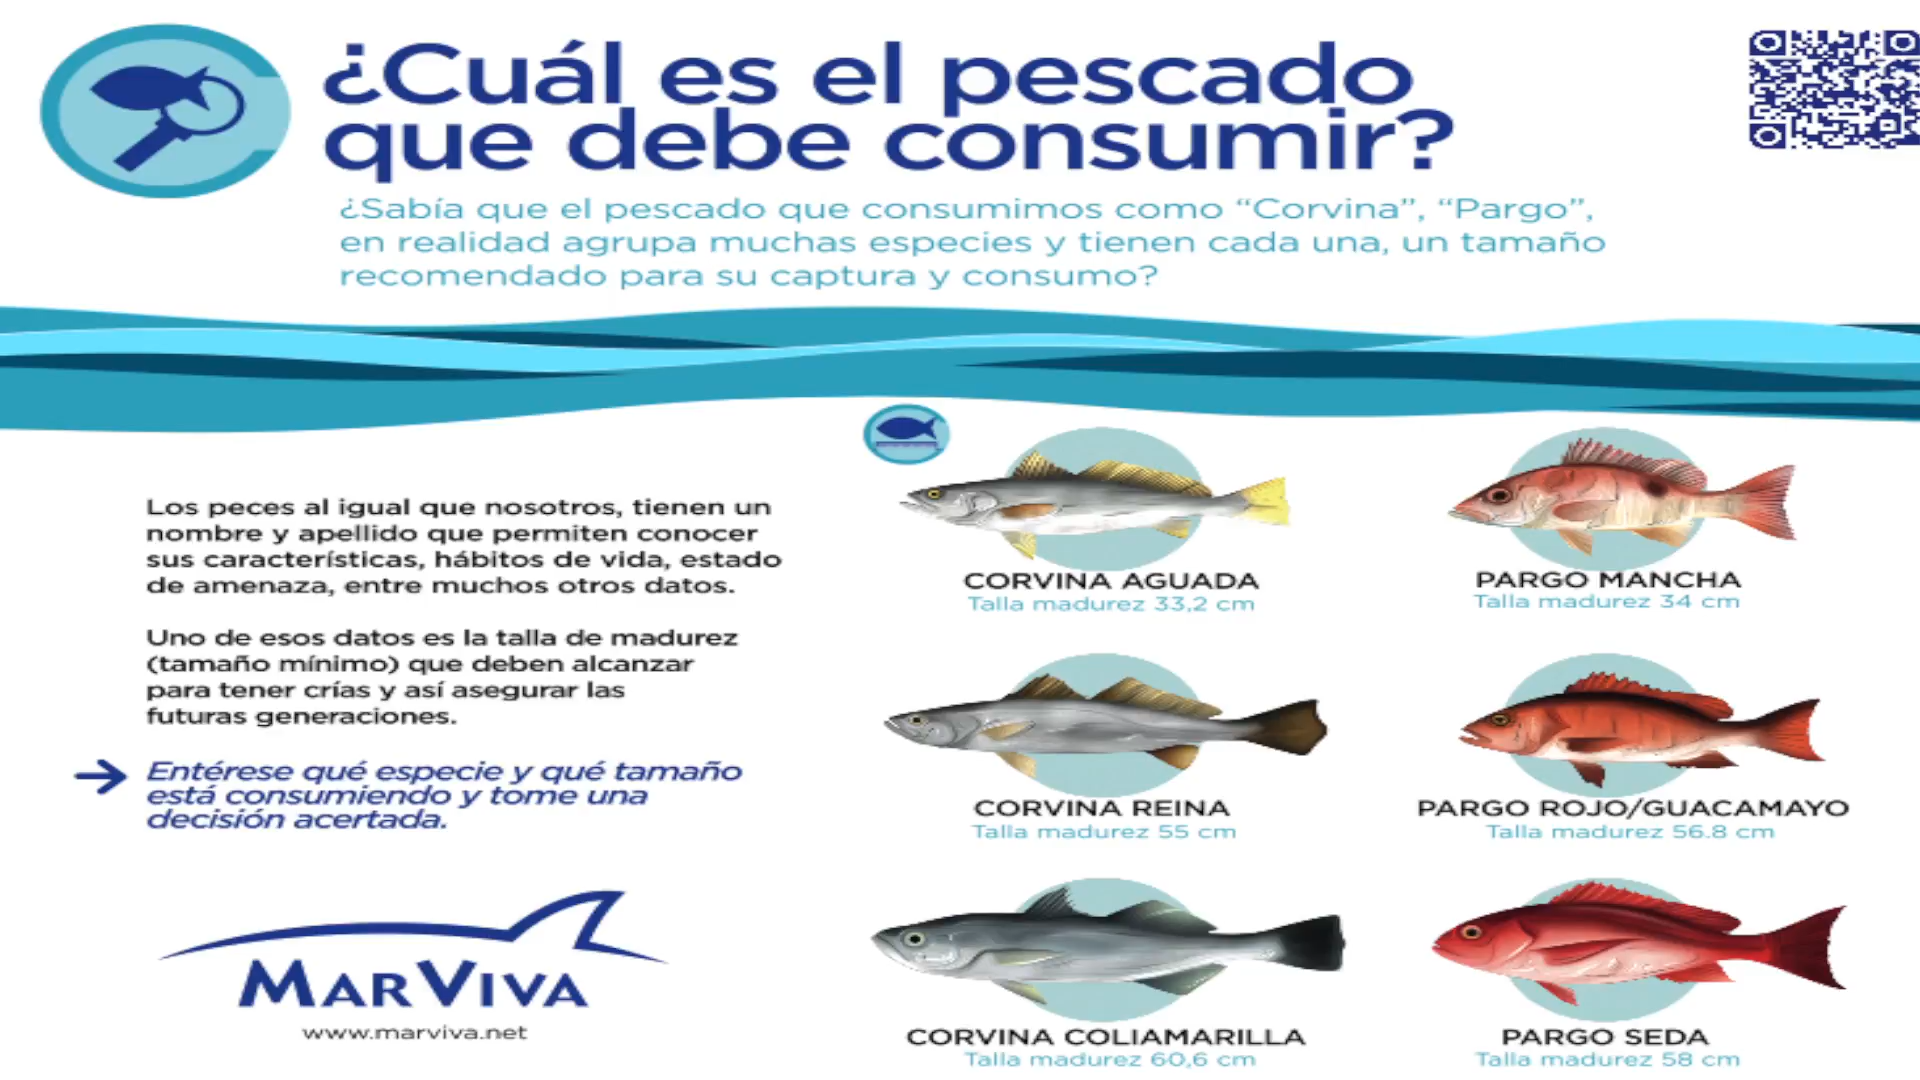 ¿Cuál es el pescado
que debe consumir?
¿Sabía que el pescado que consumimos como “Corvina”, “Pargo”,
en realidad agrupa muchas especies y tienen cada una, un tamaño
recomendado para su captura y consumo?
Los peces al igual que nosotros, tienen un
nombre y apellido que permiten conocer
sus características, hábitos de vida, estado
de amenaza, entre muchos otros datos.
Uno de esos datos es la talla de madurez
(tamaño mínimo) que deben alcanzar
para tener crías y así asegurar las
futuras generaciones.
Entérese qué especie y qué tamaño
está consumiendo y tome una
decisión acertada.
MARVIVA
www.marviva.net
CORVINA AGUADA
Talla madurez 33,2 cm
PARGO MANCHA
Talla madurez 34 cm
CORVINA REINA
Talla madurez 55 cm
PARGO ROJO/GUACAMAYO
Talla madurez 56.8 cm
CORVINA COLIAMARILLA
Talla madurez 60,6 cm
PARGO SEDA
Talla madurez 58 cm